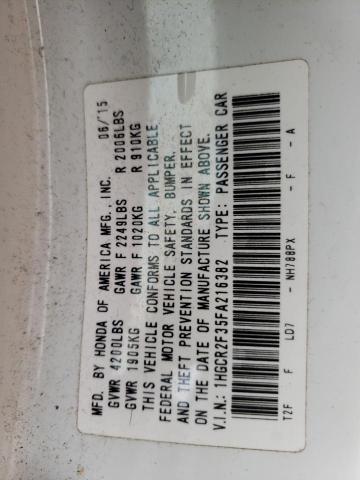 MFD. BY HONDA OF AMERICA MFG., INC. 06/'15
GVWR 4200LBS GAWR F 2249LBS R 2006LBS
GVWR 1905KG GAWR F 1020KG R 910KG
THIS VEHICLE CONFORMS TO ALL APPLICABLE
FEDERAL MOTOR VEHICLE SAFETY, BUMPER,
AND THEFT PREVENTION STANDARDS IN EFFECT
ON THE DATE OF MANUFACTURE SHOWN ABOVE.
V.I.N.: 1HGCR2F35FA216382 TYPE: PASSENGER CAR
T2F F LD7 - NH788PX - F - A